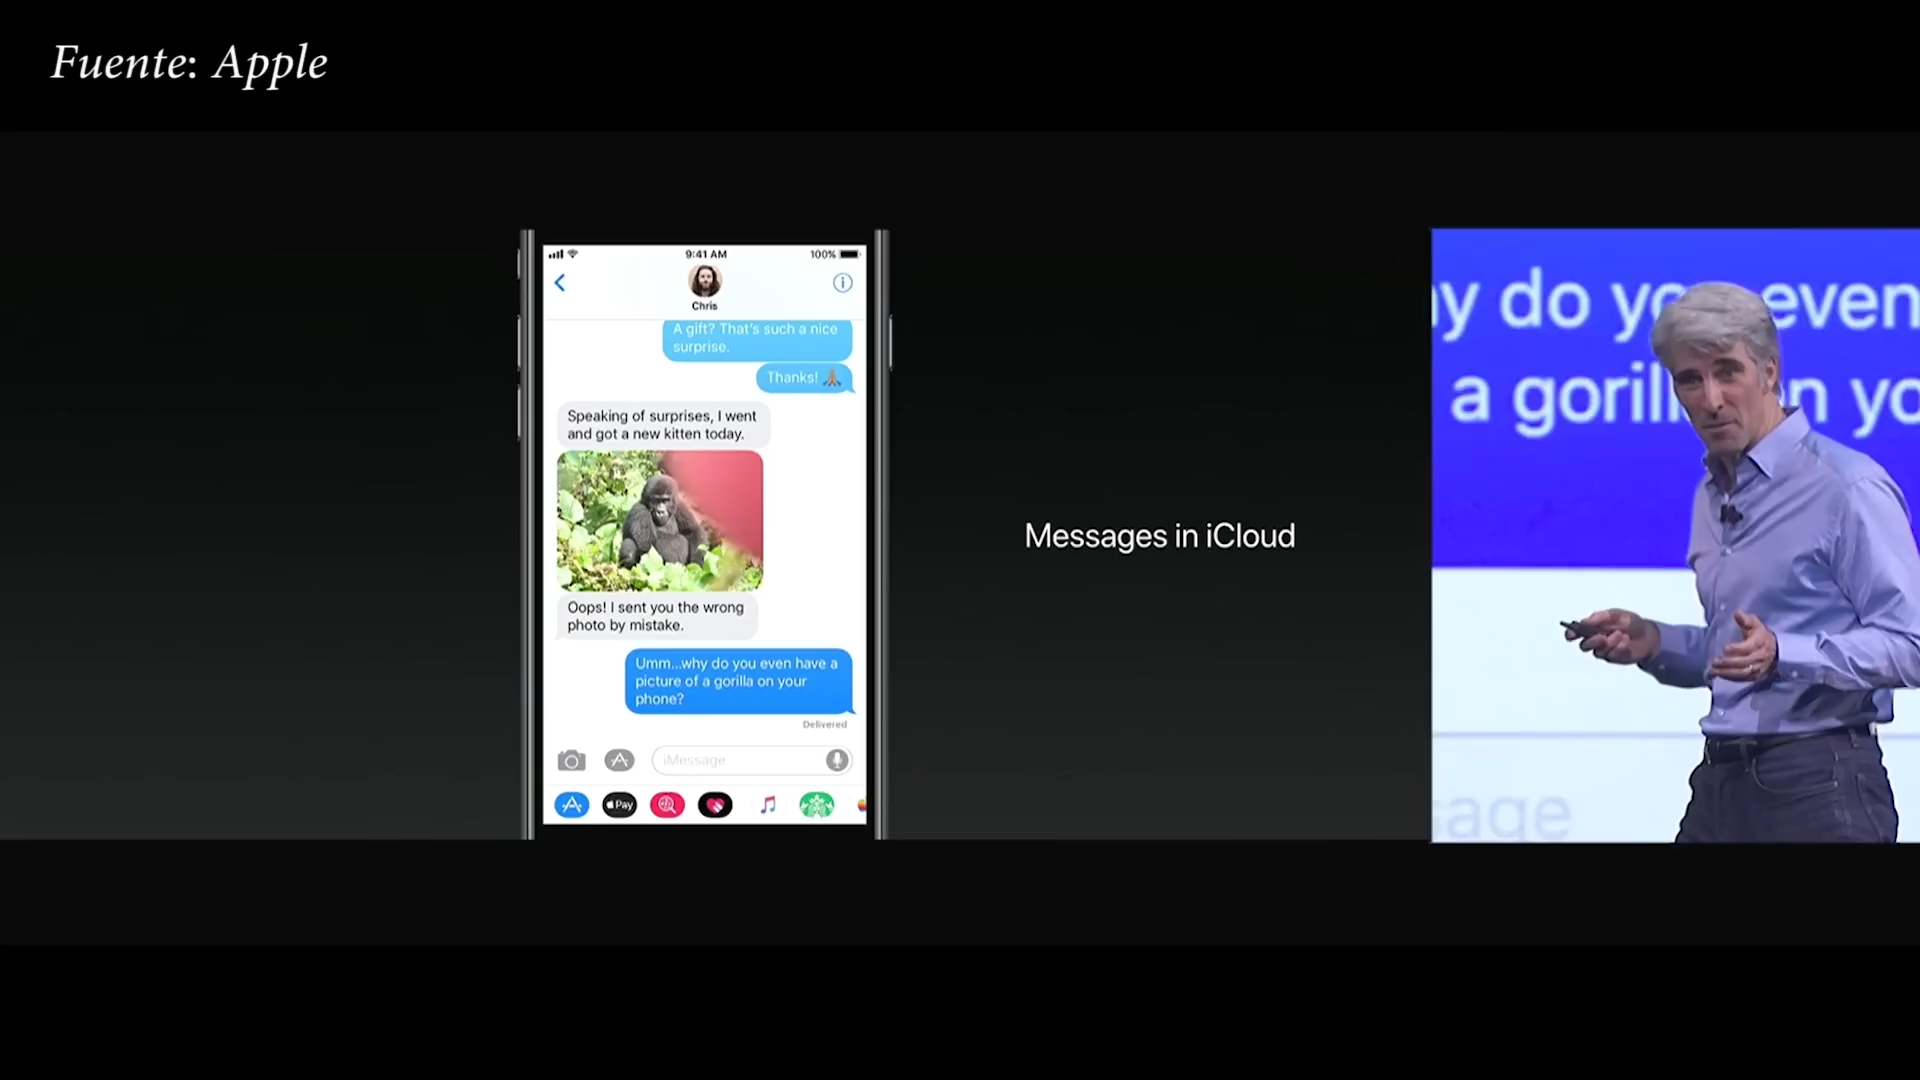 Fuente: Apple
9:41 AM
100%
Chris
A gift? That's such a nice
surprise.
Thanks! 🙏
Speaking of surprises, I went
and got a new kitten today.
Oops! I sent you the wrong
photo by mistake.
Umm...why do you even have a
picture of a gorilla on your
phone?
Delivered
iMessage
Pay
Messages in iCloud
y do yo even
a goril n yo
sage